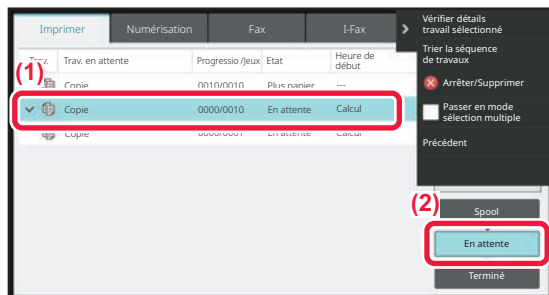 Imprimer Numérisation Fax I-Fax
Trav. Trav. en attente Progressio /Jeux Etat Heure de
début
(1)
Copie 0010/0010 Plus papier ---
Copie 0000/0010 En attente Calcul
Copie 0000/0001 En attente Calcul
Vérifier détails
travail sélectionné
Trier la séquence
de travaux
Arrêter/Supprimer
Passer en mode
sélection multiple
Précédent
(2)
Spool
En attente
Terminé